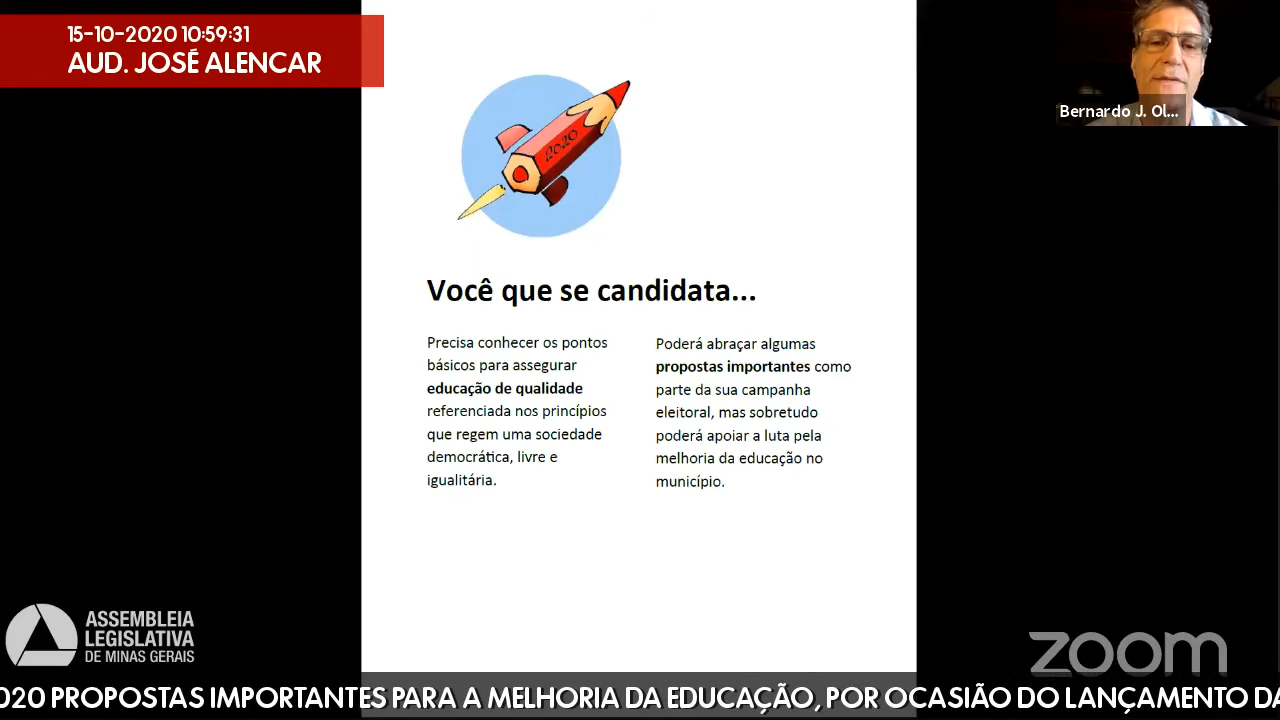 15-10-2020 10:59:31
AUD. JOSÉ ALENCAR
Bernardo J. Ol...
2020
Você que se candidata...
Precisa conhecer os pontos
básicos para assegurar
educação de qualidade
referenciada nos princípios
que regem uma sociedade
democrática, livre e
igualitária.
Poderá abraçar algumas
propostas importantes como
parte da sua campanha
eleitoral, mas sobretudo
poderá apoiar a luta pela
melhoria da educação no
município.
ASSEMBLEIA
LEGISLATIVA
DE MINAS GERAIS
zoom
020 PROPOSTAS IMPORTANTES PARA A MELHORIA DA EDUCAÇÃO, POR OCASIÃO DO LANÇAMENTO DA